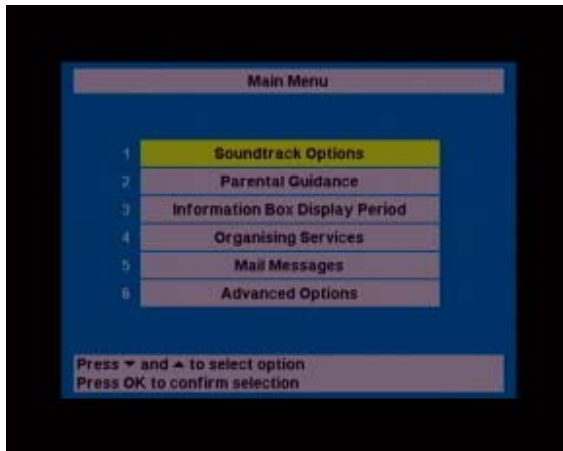 Main Menu
1 Soundtrack Options
2 Parental Guidance
3 Information Box Display Period
4 Organising Services
5 Mail Messages
6 Advanced Options
Press ▼ and ▲ to select option
Press OK to confirm selection